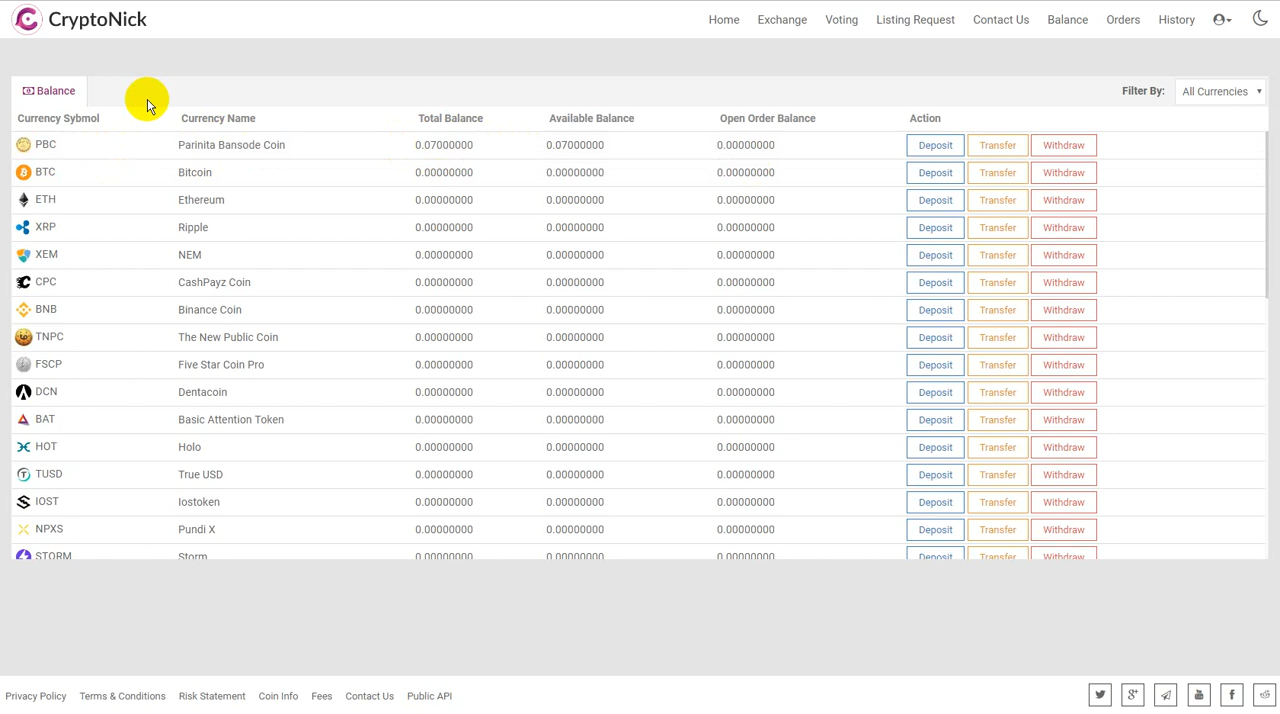 CryptoNick Home Exchange Voting Listing Request Contact Us Balance Orders History
Balance Filter By: All Currencies
Currency Sybmol Currency Name Total Balance Available Balance Open Order Balance Action
PBC Parinita Bansode Coin 0.07000000 0.07000000 0.00000000 Deposit Transfer Withdraw
BTC Bitcoin 0.00000000 0.00000000 0.00000000 Deposit Transfer Withdraw
ETH Ethereum 0.00000000 0.00000000 0.00000000 Deposit Transfer Withdraw
XRP Ripple 0.00000000 0.00000000 0.00000000 Deposit Transfer Withdraw
XEM NEM 0.00000000 0.00000000 0.00000000 Deposit Transfer Withdraw
CPC CashPayz Coin 0.00000000 0.00000000 0.00000000 Deposit Transfer Withdraw
BNB Binance Coin 0.00000000 0.00000000 0.00000000 Deposit Transfer Withdraw
TNPC The New Public Coin 0.00000000 0.00000000 0.00000000 Deposit Transfer Withdraw
FSCP Five Star Coin Pro 0.00000000 0.00000000 0.00000000 Deposit Transfer Withdraw
DCN Dentacoin 0.00000000 0.00000000 0.00000000 Deposit Transfer Withdraw
BAT Basic Attention Token 0.00000000 0.00000000 0.00000000 Deposit Transfer Withdraw
HOT Holo 0.00000000 0.00000000 0.00000000 Deposit Transfer Withdraw
TUSD True USD 0.00000000 0.00000000 0.00000000 Deposit Transfer Withdraw
IOST Iostoken 0.00000000 0.00000000 0.00000000 Deposit Transfer Withdraw
NPXS Pundi X 0.00000000 0.00000000 0.00000000 Deposit Transfer Withdraw
STORM Storm 0.00000000 0.00000000 0.00000000 Deposit Transfer Withdraw
Privacy Policy Terms & Conditions Risk Statement Coin Info Fees Contact Us Public API